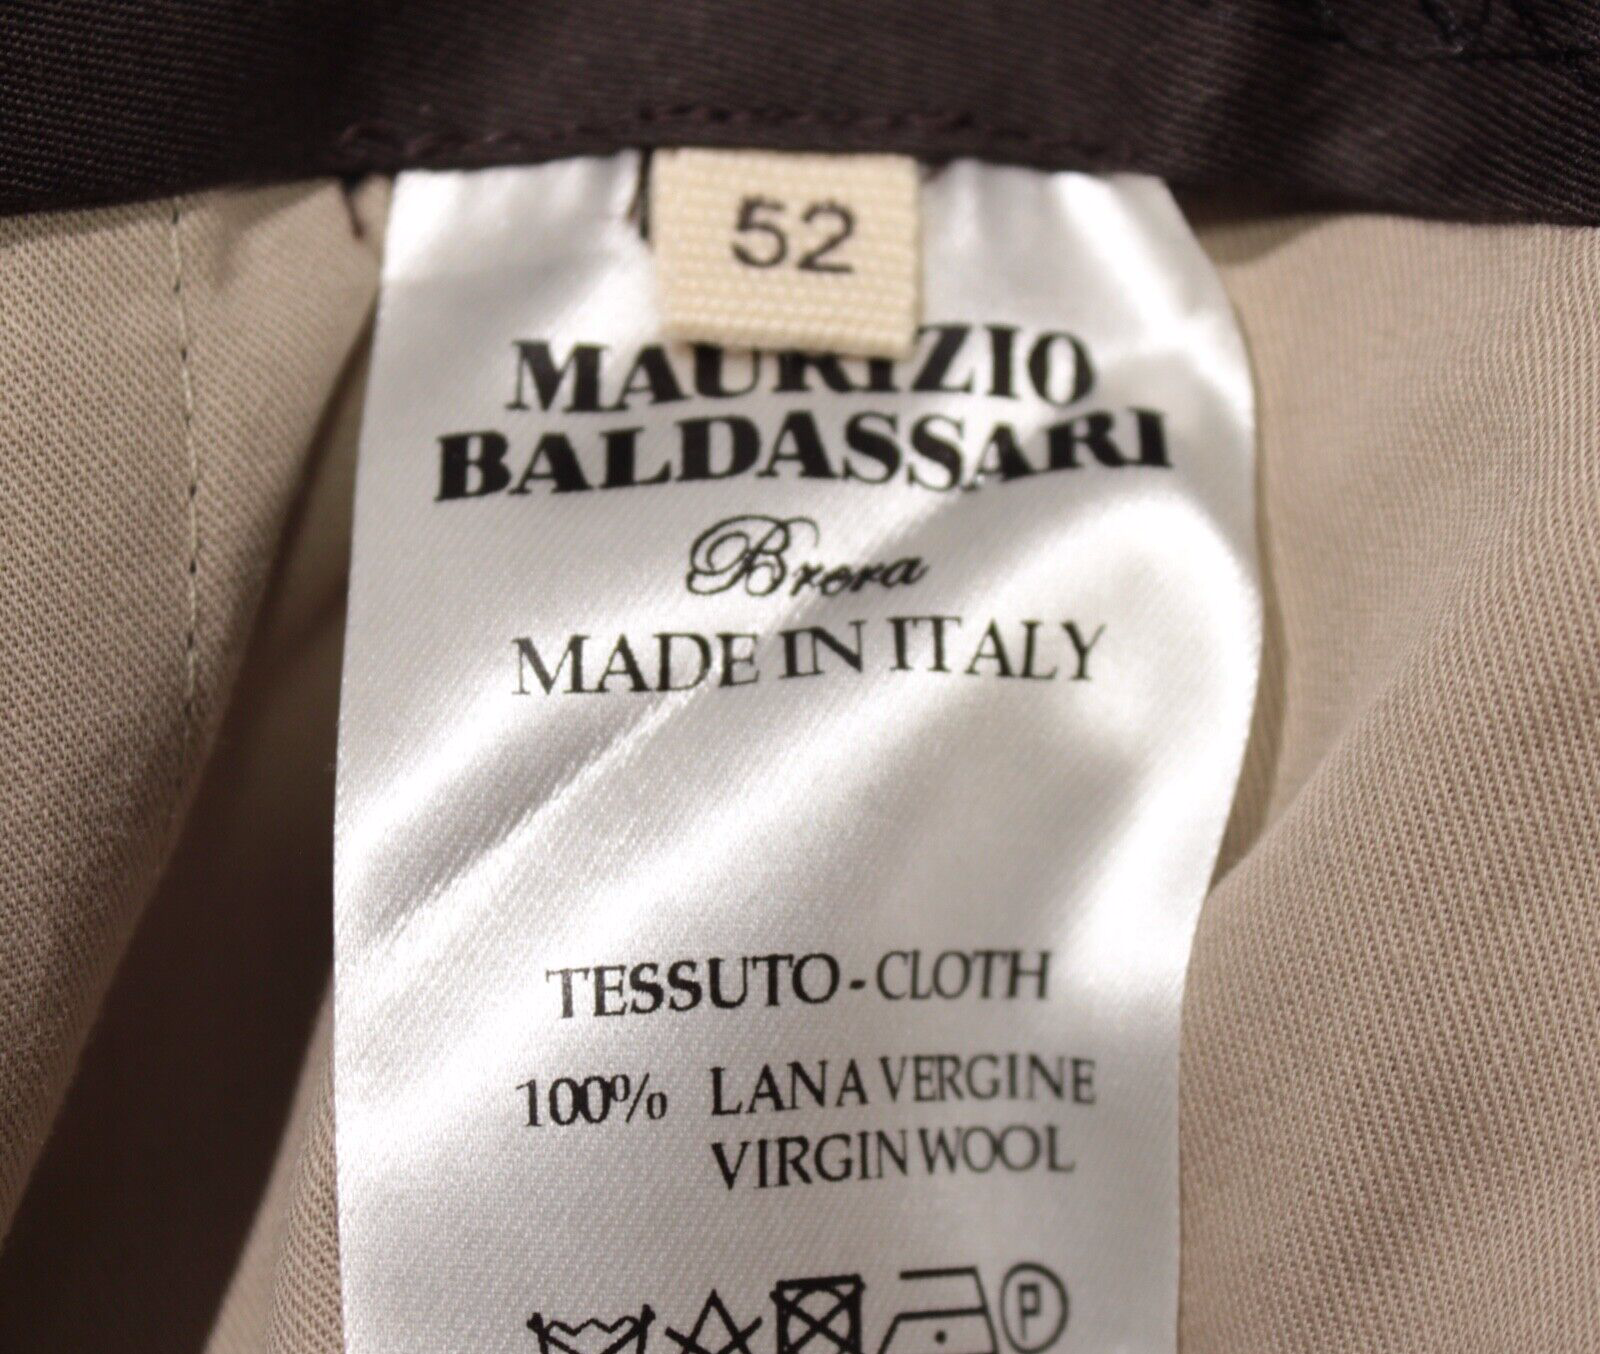 52
MAURIZIO
BALDASSARI
Brera
MADE IN ITALY
TESSUTO - CLOTH
100% LANA VERGINE
VIRGIN WOOL
P